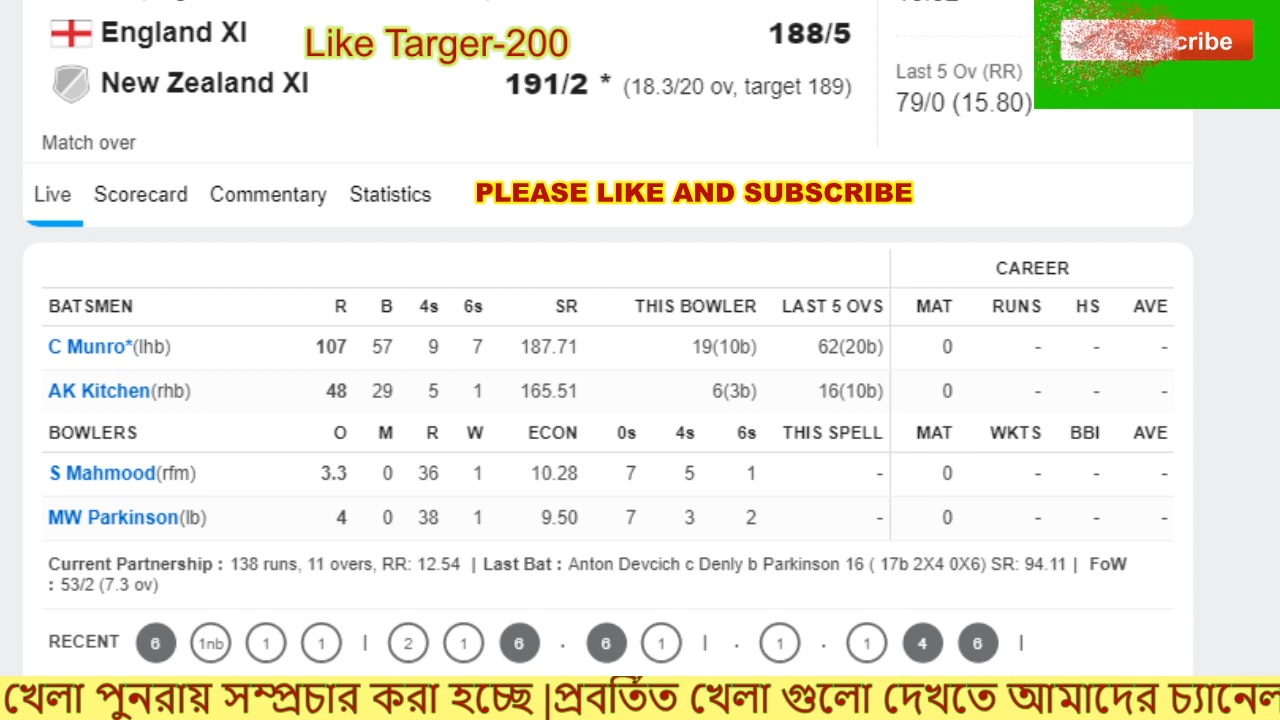 England XI 188/5
Like Targer-200
New Zealand XI 191/2 * (18.3/20 ov, target 189)
Last 5 Ov (RR)
79/0 (15.80)
Match over
Live Scorecard Commentary Statistics
PLEASE LIKE AND SUBSCRIBE
CAREER
BATSMEN R B 4s 6s SR THIS BOWLER LAST 5 OVS MAT RUNS HS AVE
C Munro*(lhb) 107 57 9 7 187.71 19(10b) 62(20b) 0 - - -
AK Kitchen(rhb) 48 29 5 1 165.51 6(3b) 16(10b) 0 - - -
BOWLERS O M R W ECON 0s 4s 6s THIS SPELL MAT WKTS BBI AVE
S Mahmood(rfm) 3.3 0 36 1 10.28 7 5 1 - 0 - - -
MW Parkinson(lb) 4 0 38 1 9.50 7 3 2 - 0 - - -
Current Partnership : 138 runs, 11 overs, RR: 12.54 | Last Bat : Anton Devcich c Denly b Parkinson 16 ( 17b 2X4 0X6) SR: 94.11 | FoW
: 53/2 (7.3 ov)
RECENT 6 1nb 1 1 | 2 1 6 . 6 1 | . 1 . 1 4 6 |
খেলা পুনরায় সম্প্রচার করা হচ্ছে |প্রবর্তিত খেলা গুলো দেখতে আমাদের চ্যানেল